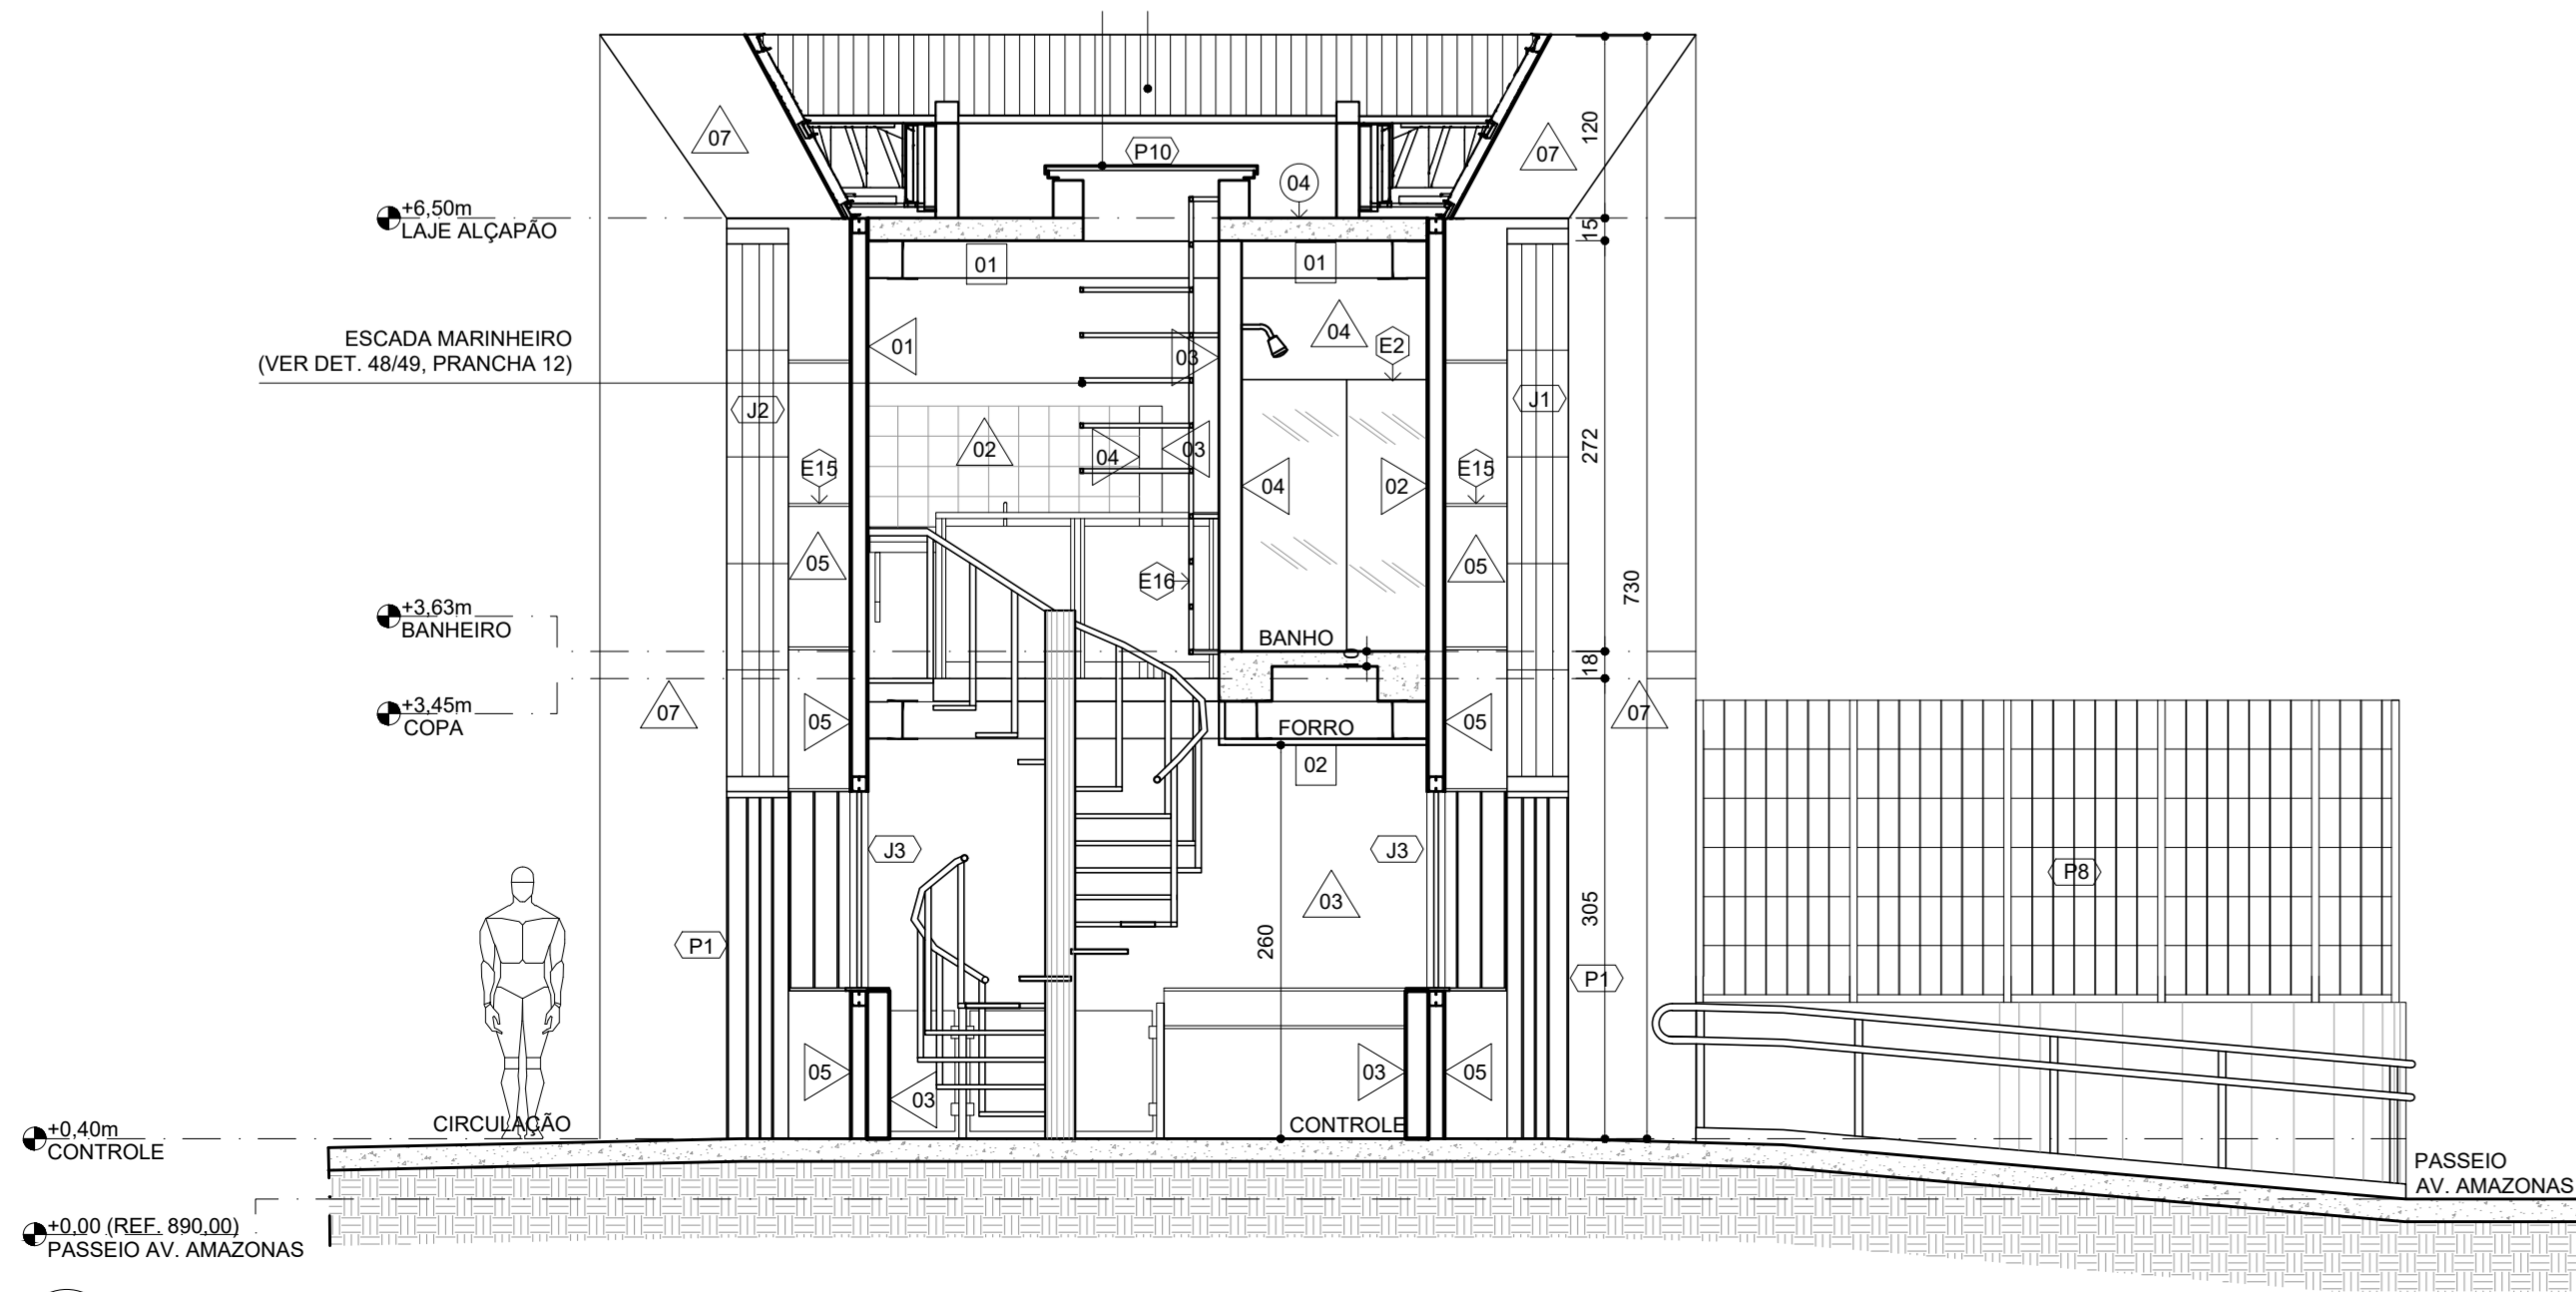 120
07
P10
07
04
+6,50m
LAJE ALÇAPÃO
15
01
01
ESCADA MARINHEIRO
(VER DET. 48/49, PRANCHA 12)
01
03
04
E2
J2
J1
02
04
03
272
E15
E15
04
02
05
05
E16
730
+3,63m
BANHEIRO
BANHO
10
18
+3,45m
COPA
07
05
FORRO
05
07
02
J3
J3
P8
03
305
260
P1
P1
05
03
03
05
CIRCULAÇÃO
CONTROLE
+0,40m
CONTROLE
PASSEIO
AV. AMAZONAS
+0,00 (REF. 890,00)
PASSEIO AV. AMAZONAS